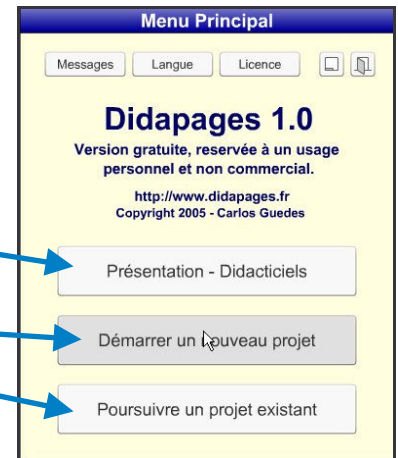 Menu Principal
Messages
Langue
Licence
Didapages 1.0
Version gratuite, reservée à un usage
personnel et non commercial.
http://www.didapages.fr
Copyright 2005 - Carlos Guedes
Présentation - Didacticiels
Démarrer un nouveau projet
Poursuivre un projet existant